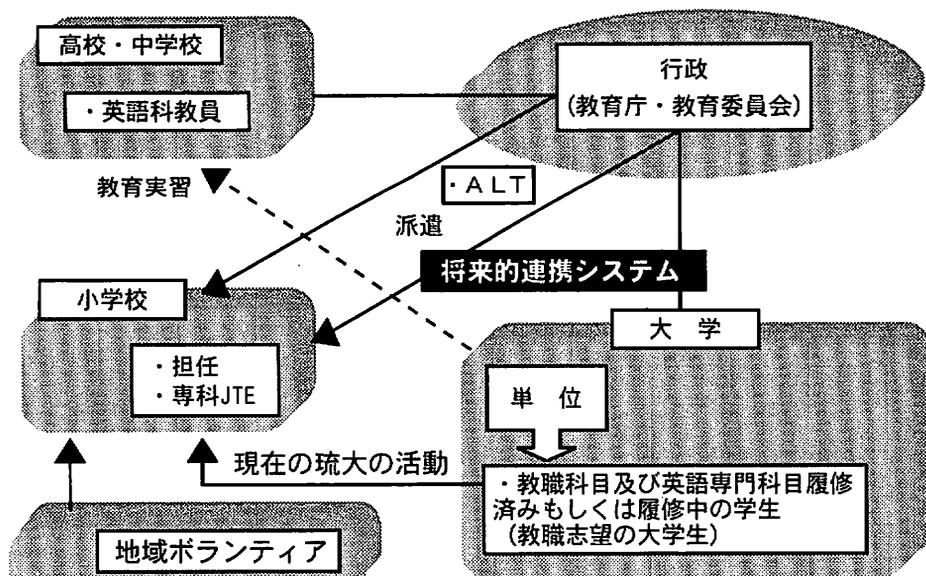 高校・中学校
・英語科教員
行政
（教育庁・教育委員会）
教育実習
・ＡＬＴ
派遣
将来的連携システム
小学校
・担任
・専科JTE
大　学
単　位
現在の琉大の活動
・教職科目及び英語専門科目履修
済みもしくは履修中の学生
（教職志望の大学生）
地域ボランティア